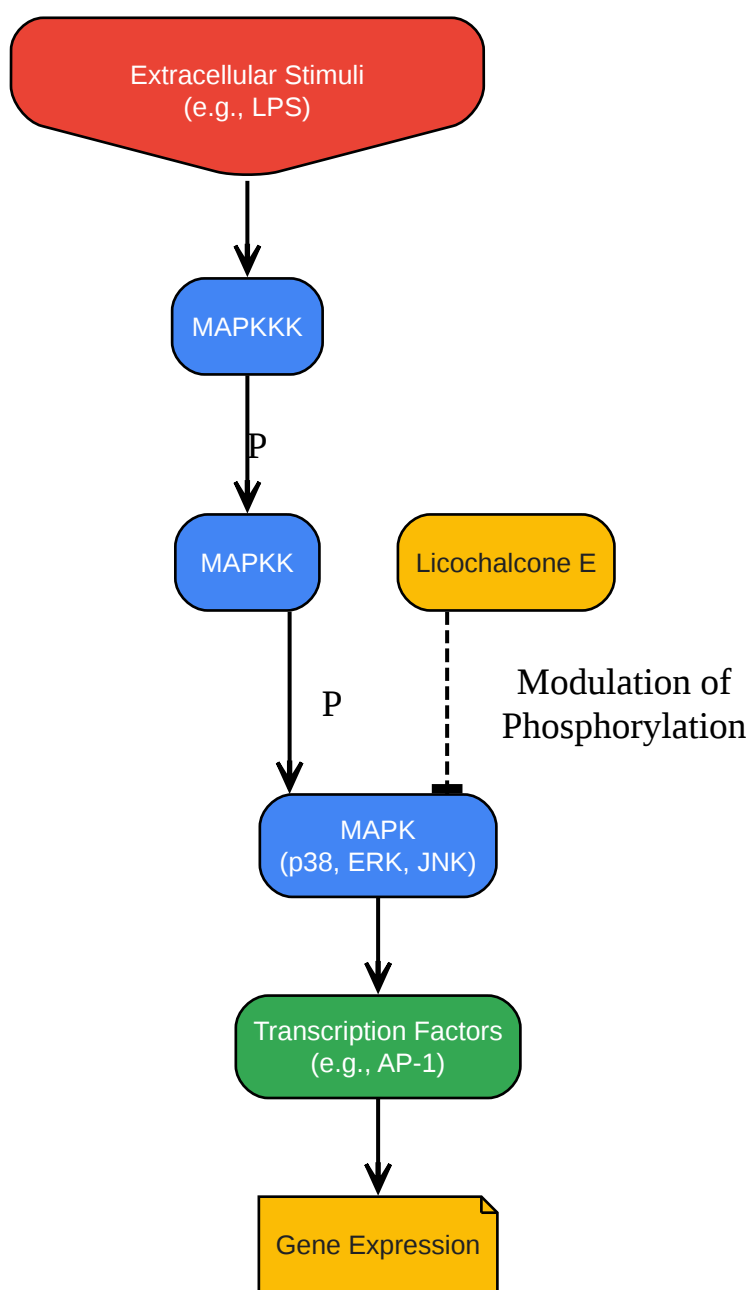 Extracellular Stimuli
(e.g., LPS)
MAPKKK
P
MAPKK
Licochalcone E
P
Modulation of
Phosphorylation
MAPK
(p38, ERK, JNK)
Transcription Factors
(e.g., AP-1)
Gene Expression